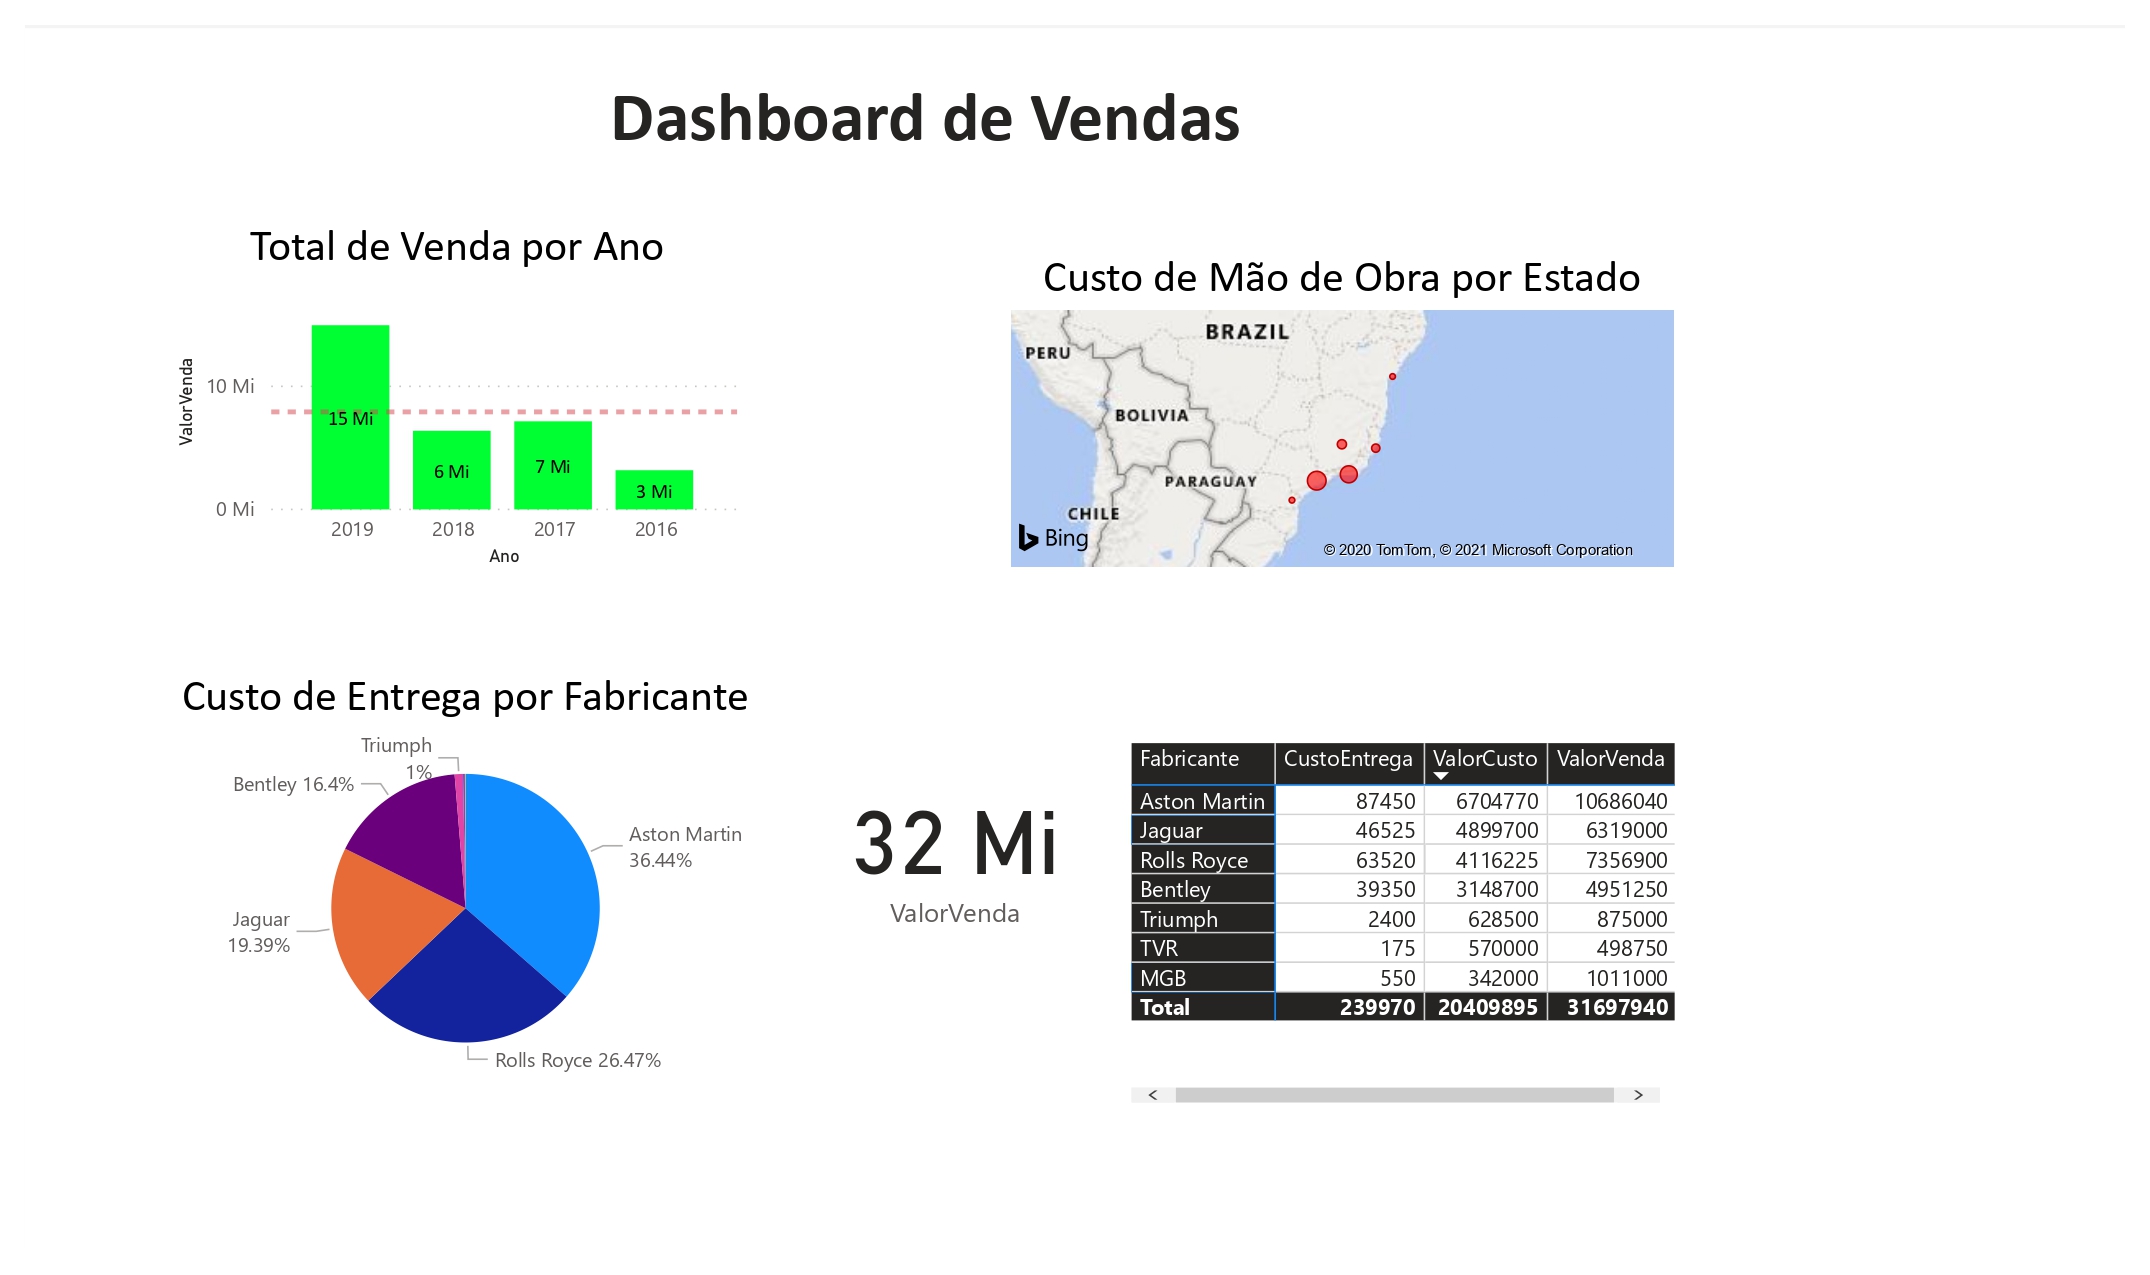 Dashboard de Vendas
Total de Venda por Ano
ValorVenda
10 Mi
0 Mi
15 Mi
6 Mi
7 Mi
3 Mi
2019 2018 2017 2016
Ano
Custo de Mão de Obra por Estado
BRAZIL
PERU
BOLIVIA
PARAGUAY
CHILE
Bing
© 2020 TomTom, © 2021 Microsoft Corporation
Custo de Entrega por Fabricante
Triumph
1%
Bentley 16.4%
Aston Martin
36.44%
Jaguar
19.39%
Rolls Royce 26.47%
32 Mi
ValorVenda
Fabricante CustoEntrega ValorCusto ValorVenda
Aston Martin 87450 6704770 10686040
Jaguar 46525 4899700 6319000
Rolls Royce 63520 4116225 7356900
Bentley 39350 3148700 4951250
Triumph 2400 628500 875000
TVR 175 570000 498750
MGB 550 342000 1011000
Total 239970 20409895 31697940